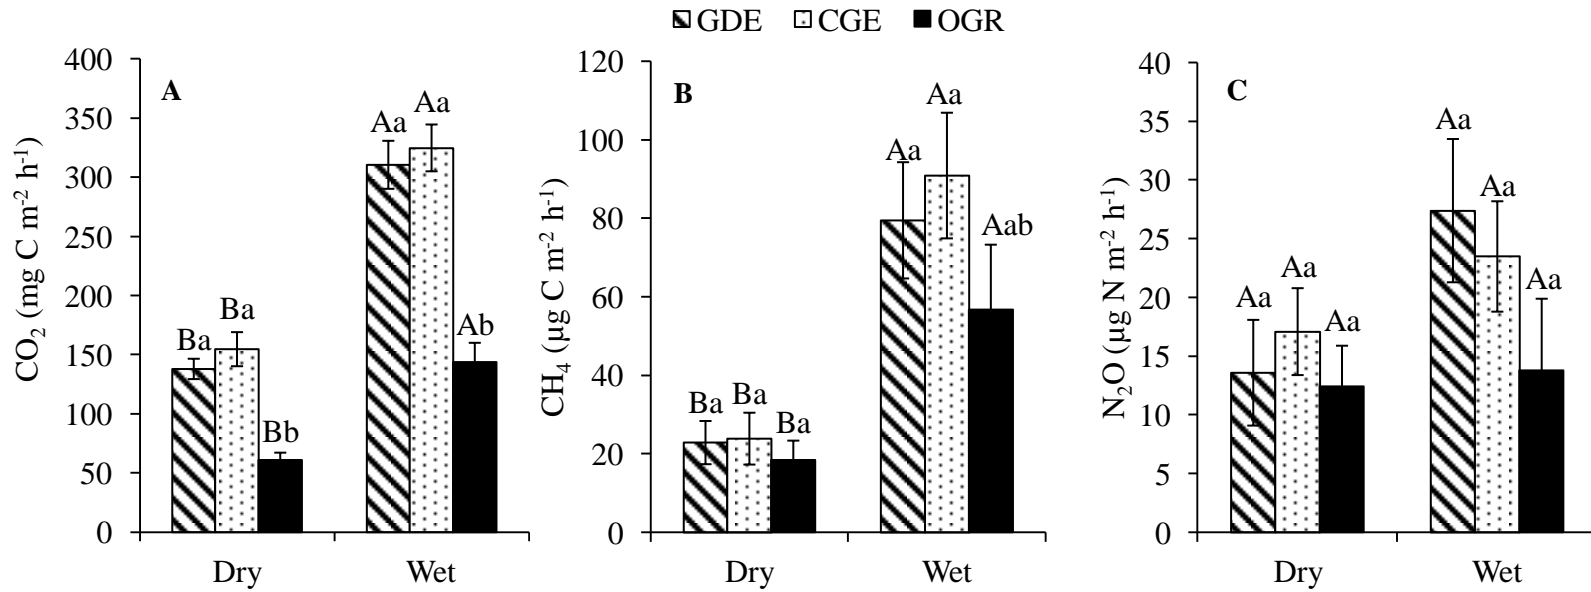 GDE CGE OGR
A
CO₂ (mg C m⁻² h⁻¹)
400
350
300
250
200
150
100
50
0
Ba
Ba
Bb
Aa
Aa
Ab
Dry Wet
B
CH₄ (µg C m⁻² h⁻¹)
120
100
80
60
40
20
0
Ba
Ba
Ba
Aa
Aa
Aab
Dry Wet
C
N₂O (µg N m⁻² h⁻¹)
40
35
30
25
20
15
10
5
0
Aa
Aa
Aa
Aa
Aa
Aa
Dry Wet